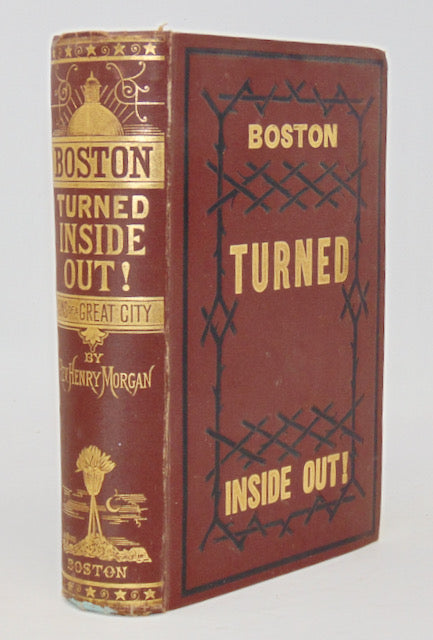 BOSTON
TURNED
INSIDE
OUT!
GREAT CITY
BY
HENRY MORGAN
BOSTON
BOSTON
TURNED
INSIDE OUT!